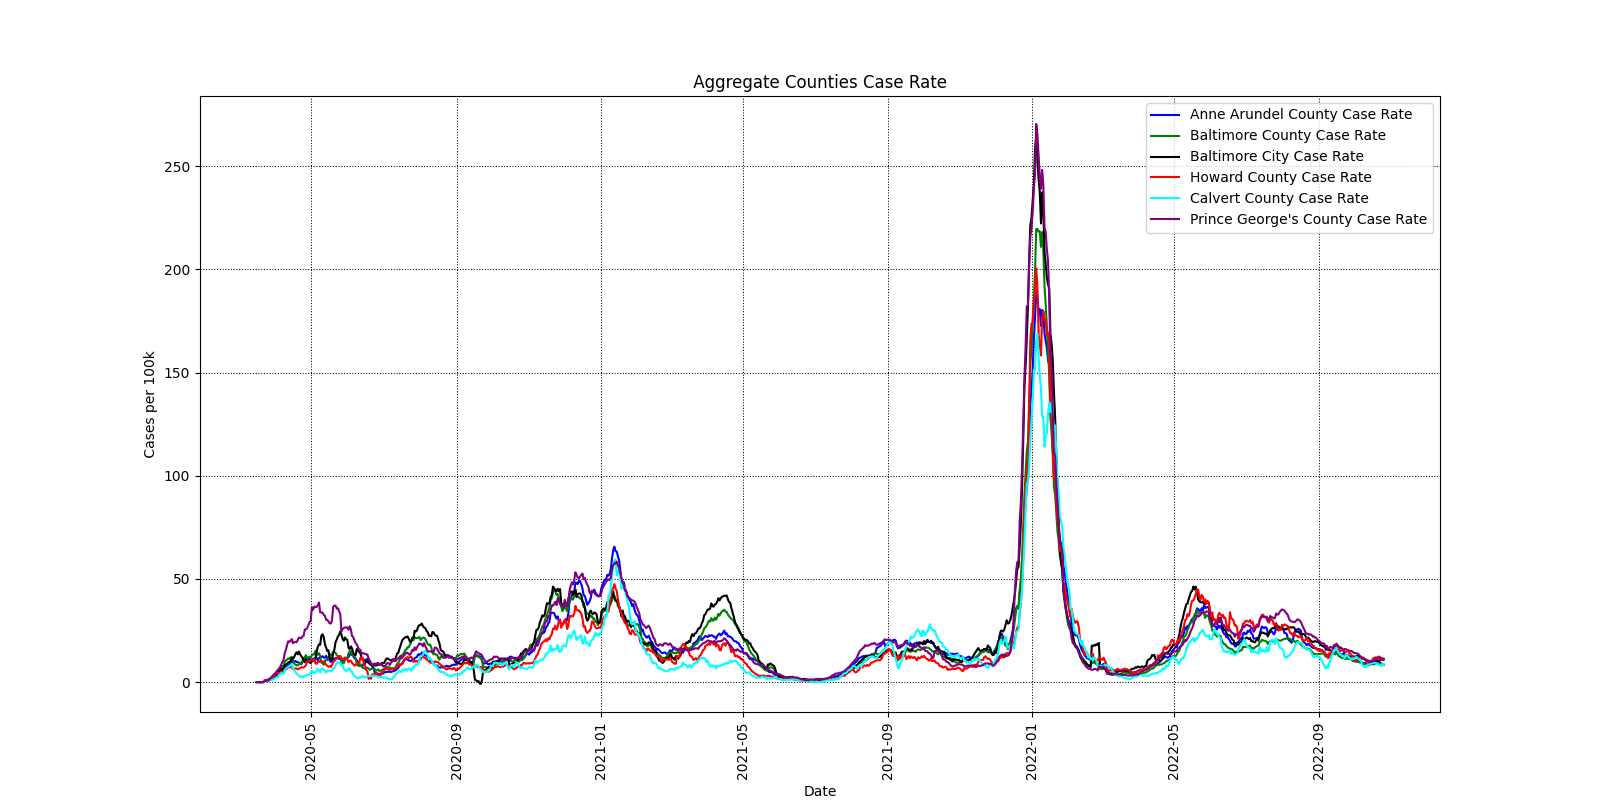 Aggregate Counties Case Rate
Anne Arundel County Case Rate
Baltimore County Case Rate
Baltimore City Case Rate
Howard County Case Rate
Calvert County Case Rate
Prince George's County Case Rate
Cases per 100k
250
200
150
100
50
0
2020-05
2020-09
2021-01
2021-05
2021-09
2022-01
2022-05
2022-09
Date